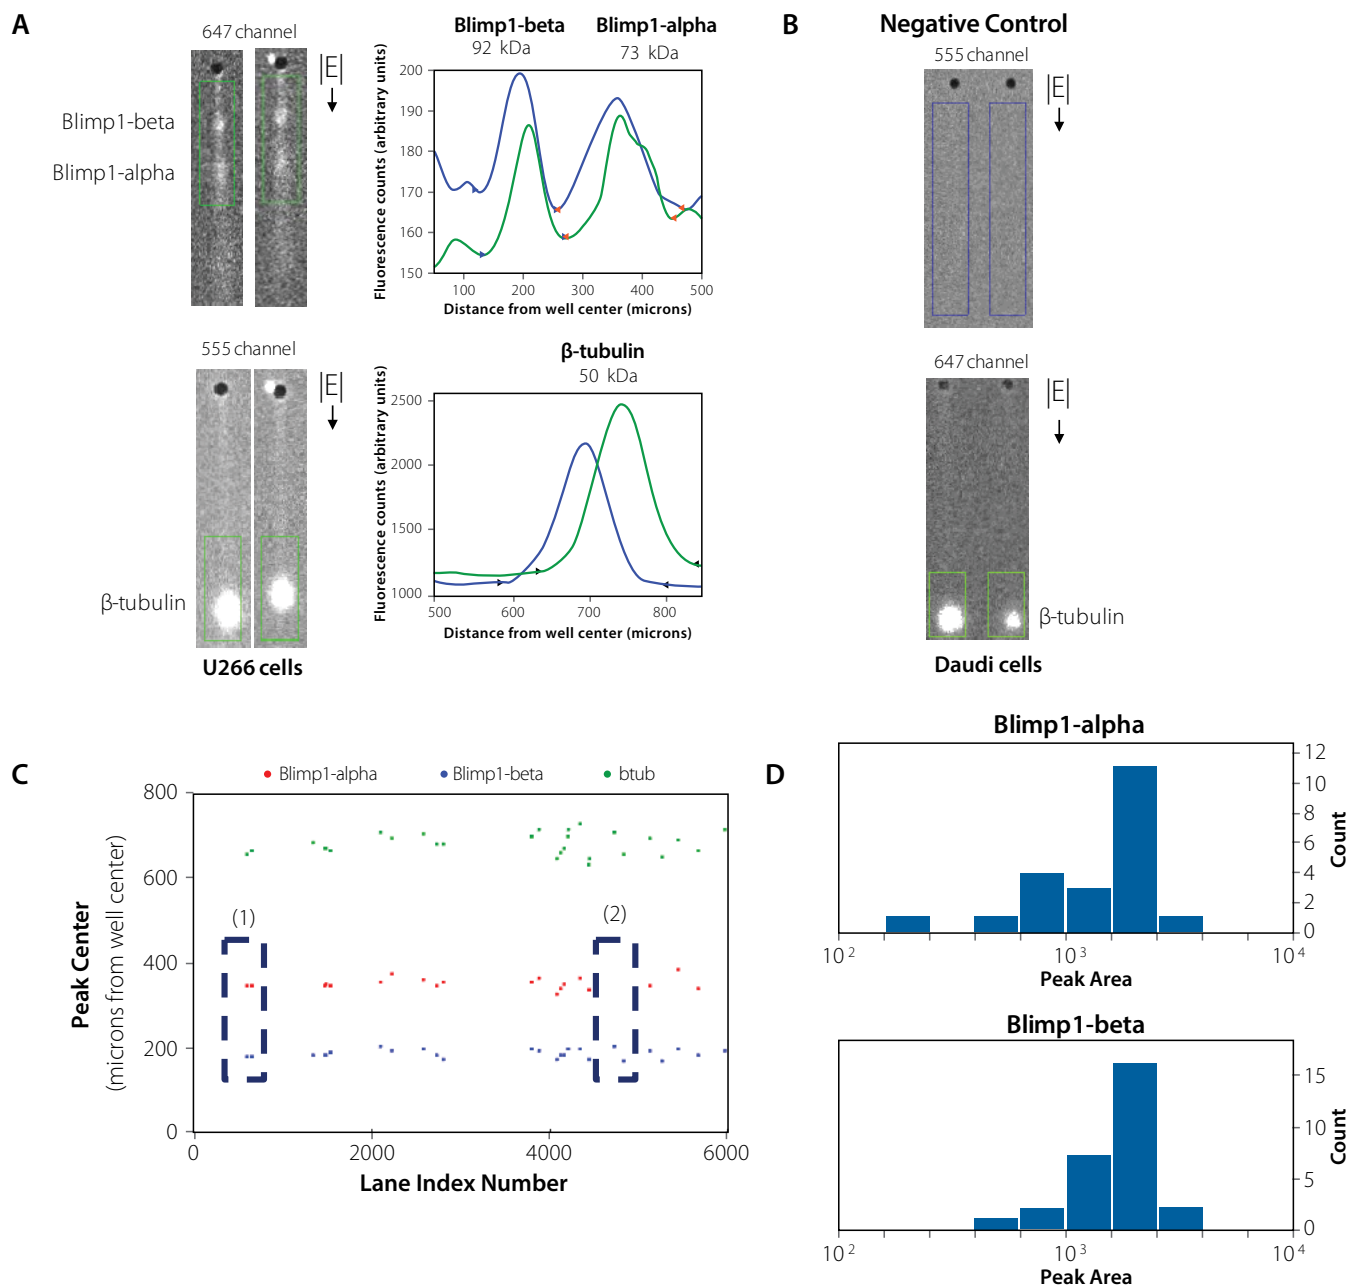 A
647 channel
|E|
Blimp1-beta
Blimp1-alpha
Blimp1-beta
92 kDa
Blimp1-alpha
73 kDa
Fluorescence counts (arbitrary units)
200
190
180
170
160
150
100
200
300
400
500
Distance from well center (microns)
555 channel
|E|
β-tubulin
U266 cells
β-tubulin
50 kDa
Fluorescence counts (arbitrary units)
2500
2000
1500
1000
500
600
700
800
Distance from well center (microns)
B
Negative Control
555 channel
|E|
647 channel
|E|
β-tubulin
Daudi cells
C
Blimp1-alpha
Blimp1-beta
btub
Peak Center
(microns from well center)
800
600
400
200
0
(1)
(2)
0
2000
4000
6000
Lane Index Number
D
Blimp1-alpha
12
10
8
6
4
2
0
Count
10²
10³
10⁴
Peak Area
Blimp1-beta
15
10
5
0
Count
10²
10³
10⁴
Peak Area